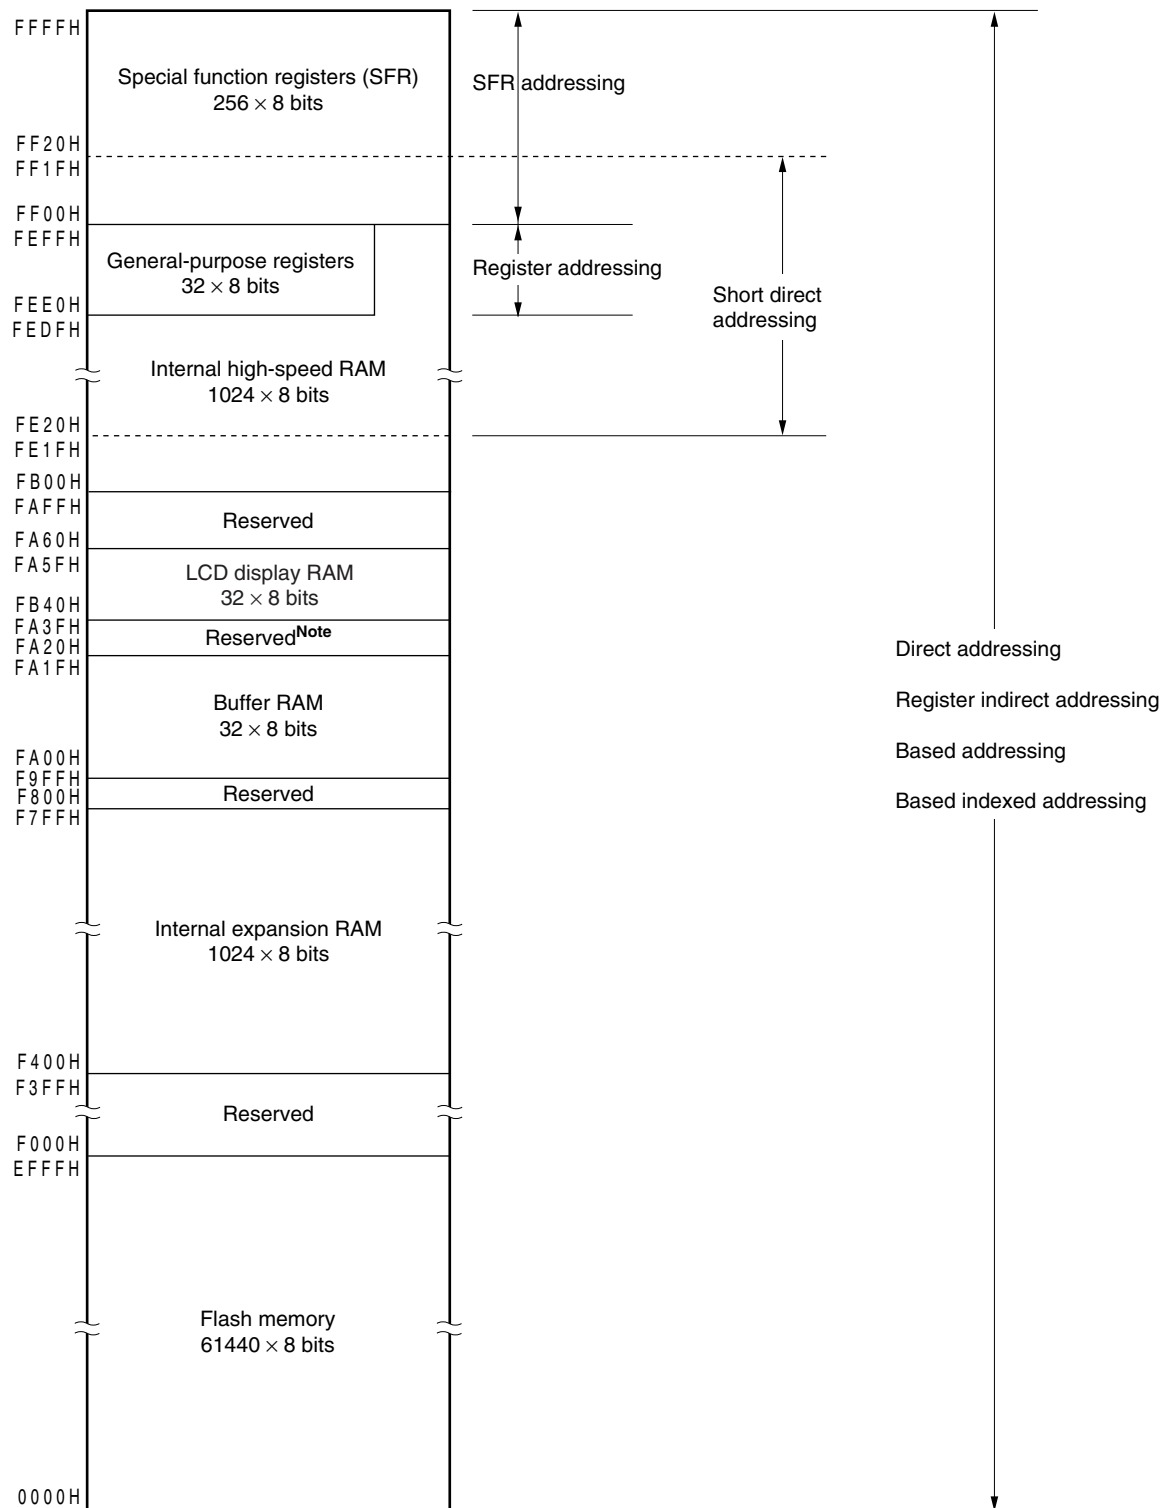 FFFFH
Special function registers (SFR)
256 × 8 bits
SFR addressing
FF20H
FF1FH
FF00H
FEFFH
General-purpose registers
32 × 8 bits
Register addressing
Short direct
addressing
FEE0H
FEDFH
Internal high-speed RAM
1024 × 8 bits
FE20H
FE1FH
FB00H
FAFFH
Reserved
FA60H
FA5FH
LCD display RAM
32 × 8 bits
FB40H
FA3FH
ReservedNote
FA20H
FA1FH
Direct addressing
Register indirect addressing
Based addressing
Based indexed addressing
Buffer RAM
32 × 8 bits
FA00H
F9FFH
Reserved
F800H
F7FFH
Internal expansion RAM
1024 × 8 bits
F400H
F3FFH
Reserved
F000H
EFFFH
Flash memory
61440 × 8 bits
0000H